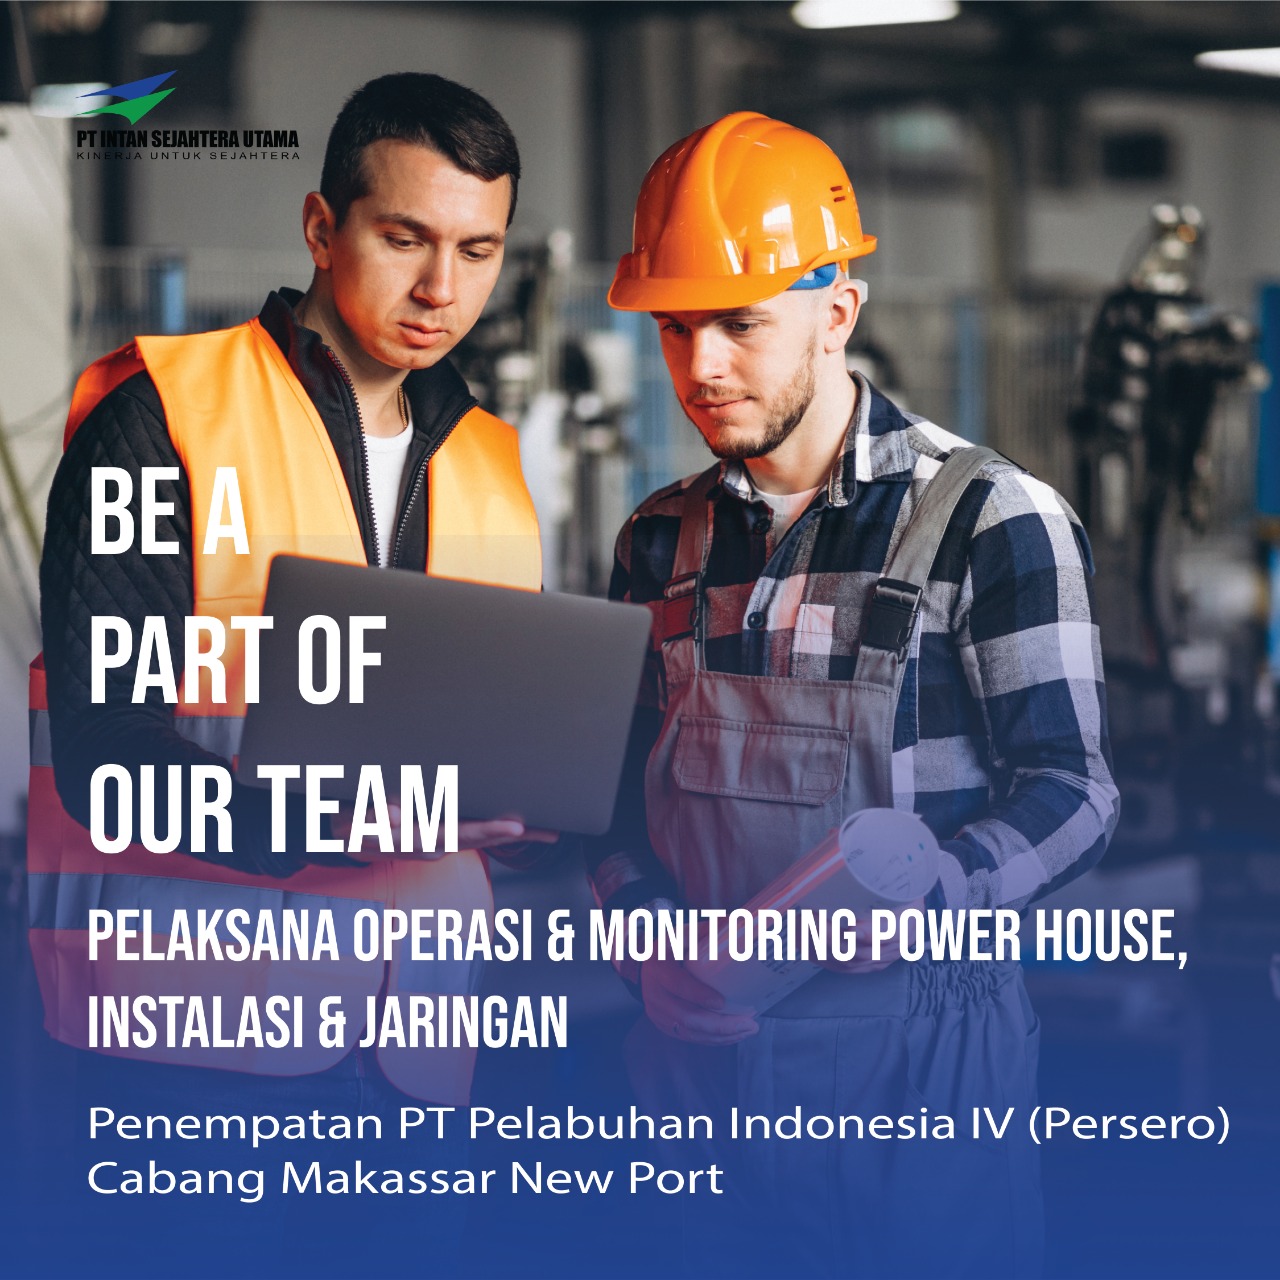 PT INTAN SEJAHTERA UTAMA
KINERJA UNTUK SEJAHTERA
BE A
PART OF
OUR TEAM
PELAKSANA OPERASI & MONITORING POWER HOUSE,
INSTALASI & JARINGAN
Penempatan PT Pelabuhan Indonesia IV (Persero)
Cabang Makassar New Port